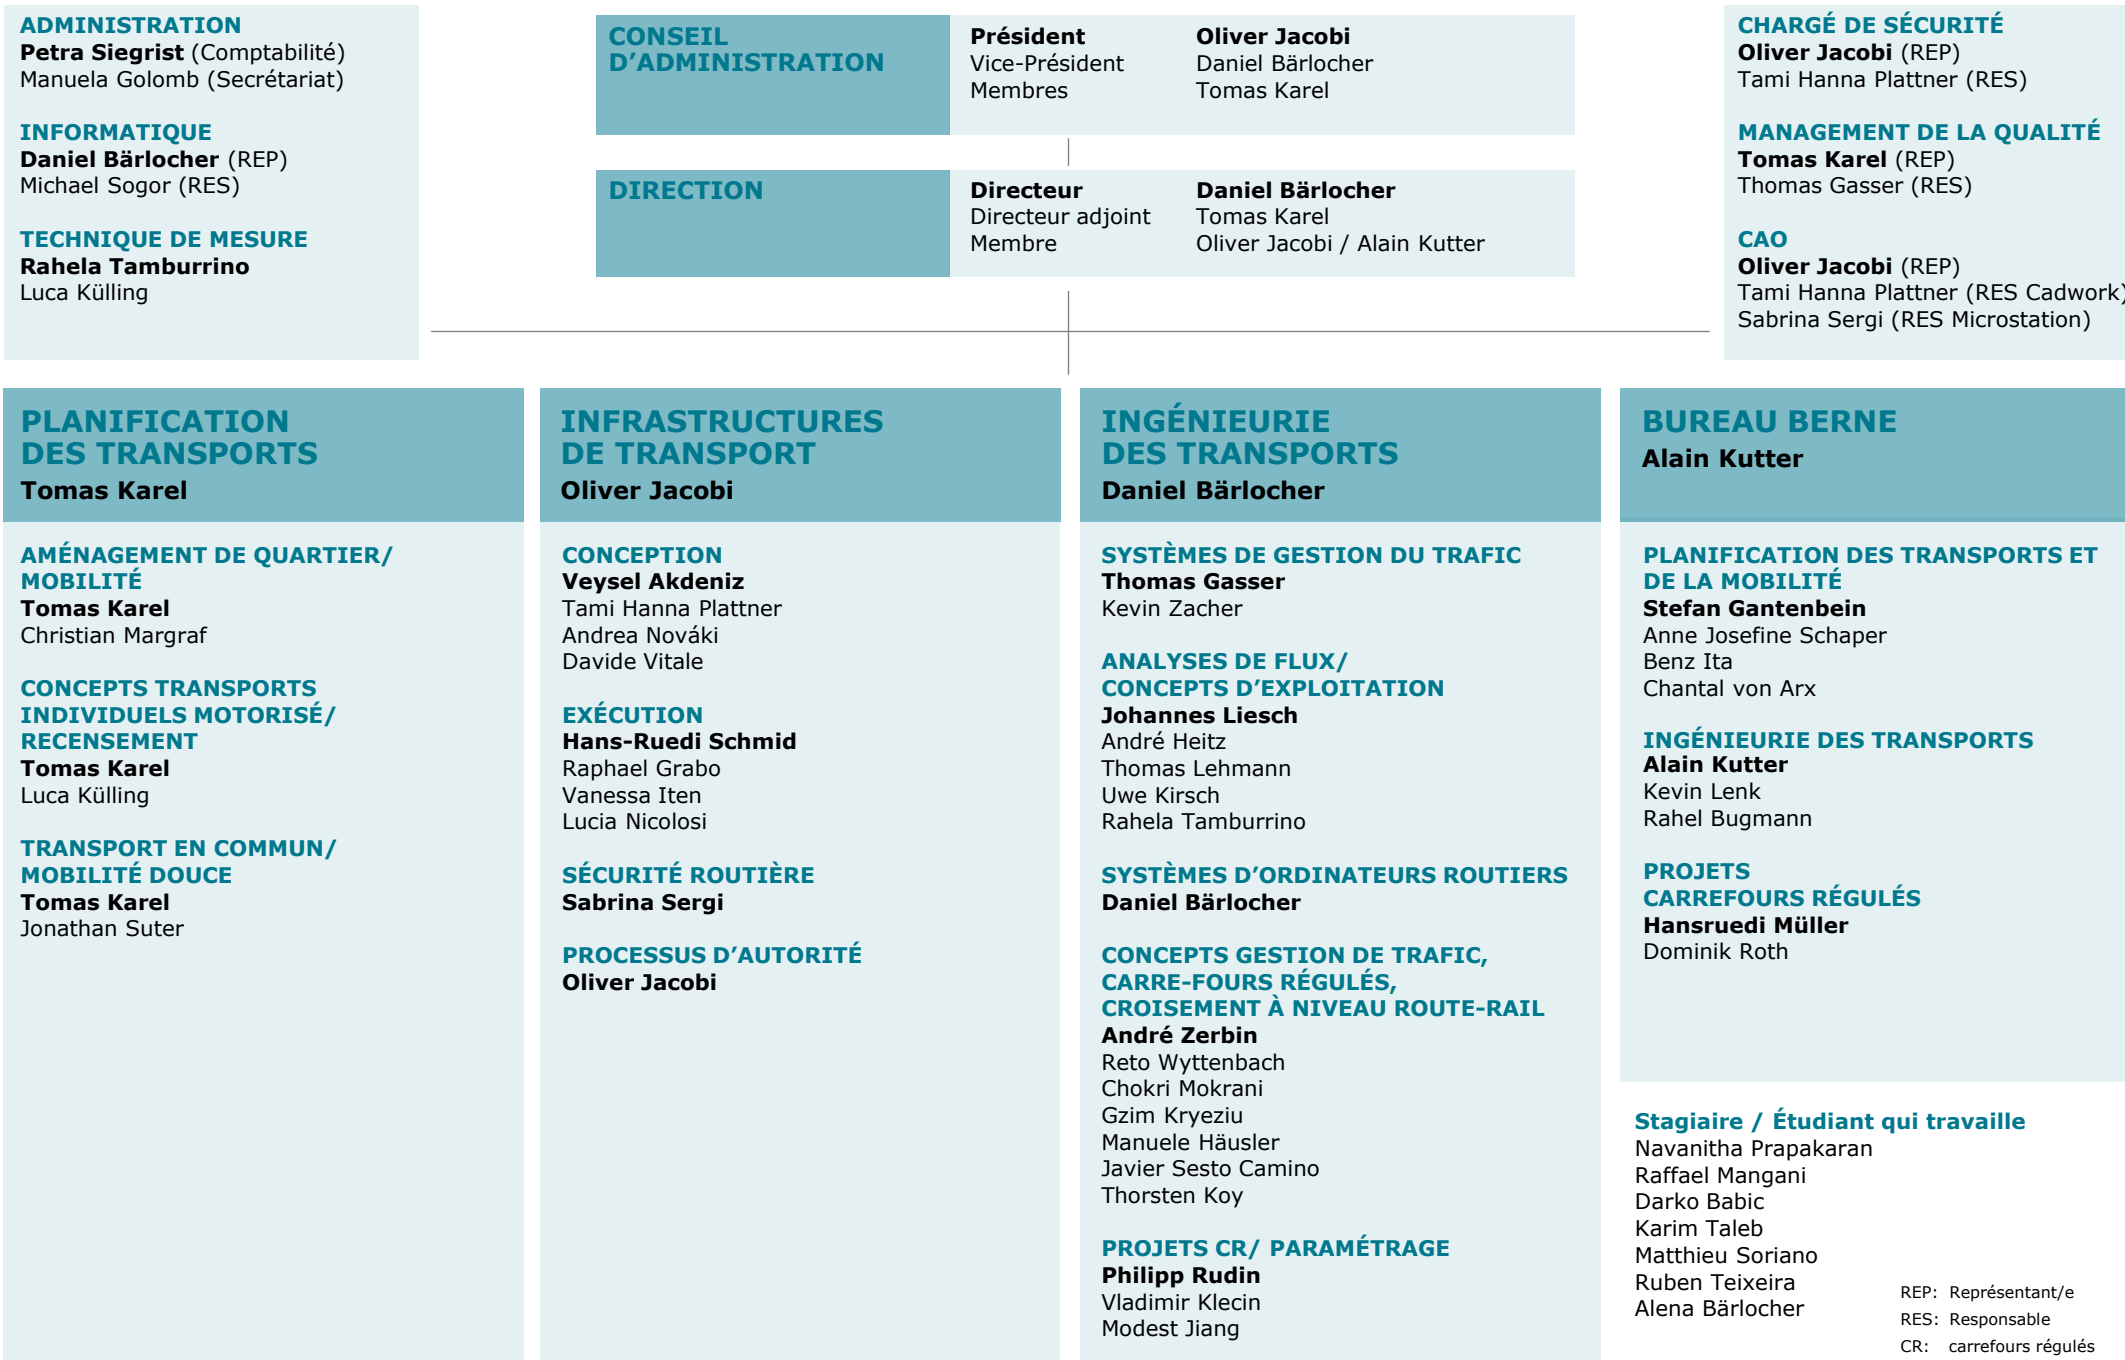 ADMINISTRATION
Petra Siegrist (Comptabilité)
Manuela Golomb (Secrétariat)
INFORMATIQUE
Daniel Bärlocher (REP)
Michael Sogor (RES)
TECHNIQUE DE MESURE
Rahela Tamburrino
Luca Külling
CONSEIL
D’ADMINISTRATION
Président Oliver Jacobi
Vice-Président Daniel Bärlocher
Membres Tomas Karel
DIRECTION
Directeur Daniel Bärlocher
Directeur adjoint Tomas Karel
Membre Oliver Jacobi / Alain Kutter
CHARGÉ DE SÉCURITÉ
Oliver Jacobi (REP)
Tami Hanna Plattner (RES)
MANAGEMENT DE LA QUALITÉ
Tomas Karel (REP)
Thomas Gasser (RES)
CAO
Oliver Jacobi (REP)
Tami Hanna Plattner (RES Cadwork)
Sabrina Sergi (RES Microstation)
PLANIFICATION
DES TRANSPORTS
Tomas Karel
AMÉNAGEMENT DE QUARTIER/
MOBILITÉ
Tomas Karel
Christian Margraf
CONCEPTS TRANSPORTS
INDIVIDUELS MOTORISÉ/
RECENSEMENT
Tomas Karel
Luca Külling
TRANSPORT EN COMMUN/
MOBILITÉ DOUCE
Tomas Karel
Jonathan Suter
INFRASTRUCTURES
DE TRANSPORT
Oliver Jacobi
CONCEPTION
Veysel Akdeniz
Tami Hanna Plattner
Andrea Nováki
Davide Vitale
EXÉCUTION
Hans-Ruedi Schmid
Raphael Grabo
Vanessa Iten
Lucia Nicolosi
SÉCURITÉ ROUTIÈRE
Sabrina Sergi
PROCESSUS D’AUTORITÉ
Oliver Jacobi
INGÉNIEURIE
DES TRANSPORTS
Daniel Bärlocher
SYSTÈMES DE GESTION DU TRAFIC
Thomas Gasser
Kevin Zacher
ANALYSES DE FLUX/
CONCEPTS D’EXPLOITATION
Johannes Liesch
André Heitz
Thomas Lehmann
Uwe Kirsch
Rahela Tamburrino
SYSTÈMES D’ORDINATEURS ROUTIERS
Daniel Bärlocher
CONCEPTS GESTION DE TRAFIC,
CARRE-FOURS RÉGULÉS,
CROISEMENT À NIVEAU ROUTE-RAIL
André Zerbin
Reto Wyttenbach
Chokri Mokrani
Gzim Kryeziu
Manuele Häusler
Javier Sesto Camino
Thorsten Koy
PROJETS CR/ PARAMÉTRAGE
Philipp Rudin
Vladimir Klecin
Modest Jiang
BUREAU BERNE
Alain Kutter
PLANIFICATION DES TRANSPORTS ET
DE LA MOBILITÉ
Stefan Gantenbein
Anne Josefine Schaper
Benz Ita
Chantal von Arx
INGÉNIEURIE DES TRANSPORTS
Alain Kutter
Kevin Lenk
Rahel Bugmann
PROJETS
CARREFOURS RÉGULÉS
Hansruedi Müller
Dominik Roth
Stagiaire / Étudiant qui travaille
Navanitha Prapakaran
Raffael Mangani
Darko Babic
Karim Taleb
Matthieu Soriano
Ruben Teixeira
Alena Bärlocher
REP: Représentant/e
RES: Responsable
CR: carrefours régulés